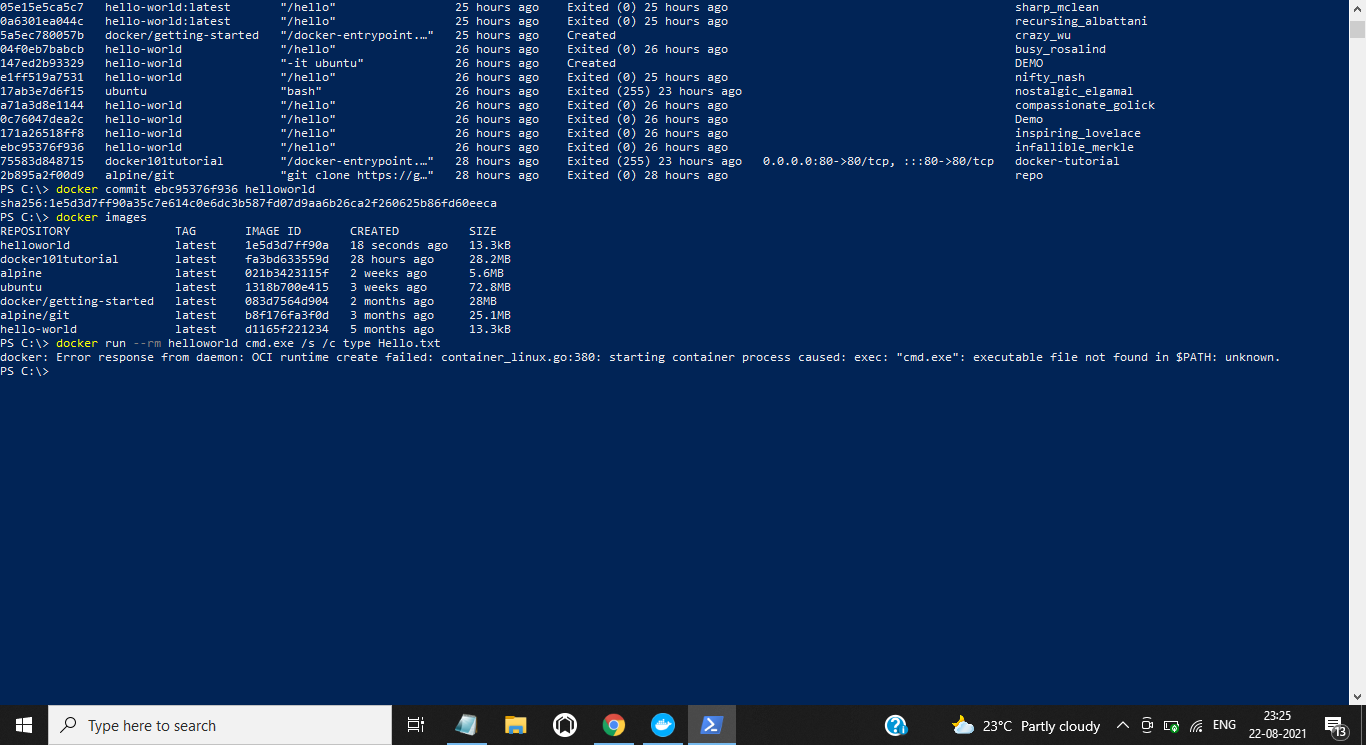 05e15e5ca5c7   hello-world:latest       "/hello"                 25 hours ago    Exited (0) 25 hours ago                                         sharp_mclean
0a6301ea044c   hello-world:latest       "/hello"                 25 hours ago    Exited (0) 25 hours ago                                         recursing_albattani
5a5ec780057b   docker/getting-started   "/docker-entrypoint.…"   25 hours ago    Created                                                         crazy_wu
04f0eb7babcb   hello-world              "/hello"                 26 hours ago    Exited (0) 26 hours ago                                         busy_rosalind
147ed2b93329   hello-world              "-it ubuntu"             26 hours ago    Created                                                         DEMO
e1ff519a7531   hello-world              "/hello"                 26 hours ago    Exited (0) 25 hours ago                                         nifty_nash
17ab3e7d6f15   ubuntu                   "bash"                   26 hours ago    Exited (255) 23 hours ago                                       nostalgic_elgamal
a71a3d8e1144   hello-world              "/hello"                 26 hours ago    Exited (0) 26 hours ago                                         compassionate_golick
0c76047dea2c   hello-world              "/hello"                 26 hours ago    Exited (0) 26 hours ago                                         Demo
171a26518ff8   hello-world              "/hello"                 26 hours ago    Exited (0) 26 hours ago                                         inspiring_lovelace
ebc95376f936   hello-world              "/hello"                 26 hours ago    Exited (0) 26 hours ago                                         infallible_merkle
75583d848715   docker101tutorial        "/docker-entrypoint.…"   28 hours ago    Exited (255) 23 hours ago   0.0.0.0:80->80/tcp, :::80->80/tcp   docker-tutorial
2b895a2f00d9   alpine/git               "git clone https://g…"   28 hours ago    Exited (0) 28 hours ago                                         repo
PS C:\> docker commit ebc95376f936 helloworld
sha256:1e5d3d7ff90a35c7e614c0e6dc3b587fd07d9aa6b26ca2f260625b86fd60eeca
PS C:\> docker images
REPOSITORY               TAG       IMAGE ID       CREATED          SIZE
helloworld               latest    1e5d3d7ff90a   18 seconds ago   13.3kB
docker101tutorial        latest    fa3bd633559d   28 hours ago     28.2MB
alpine                   latest    021b3423115f   2 weeks ago      5.6MB
ubuntu                   latest    1318b700e415   3 weeks ago      72.8MB
docker/getting-started   latest    083d7564d904   2 months ago     28MB
alpine/git               latest    b8f176fa3f0d   3 months ago     25.1MB
hello-world              latest    d1165f221234   5 months ago     13.3kB
PS C:\> docker run --rm helloworld cmd.exe /s /c type Hello.txt
docker: Error response from daemon: OCI runtime create failed: container_linux.go:380: starting container process caused: exec: "cmd.exe": executable file not found in $PATH: unknown.
PS C:\>
Type here to search
23°C Partly cloudy
ENG
23:25
22-08-2021
13